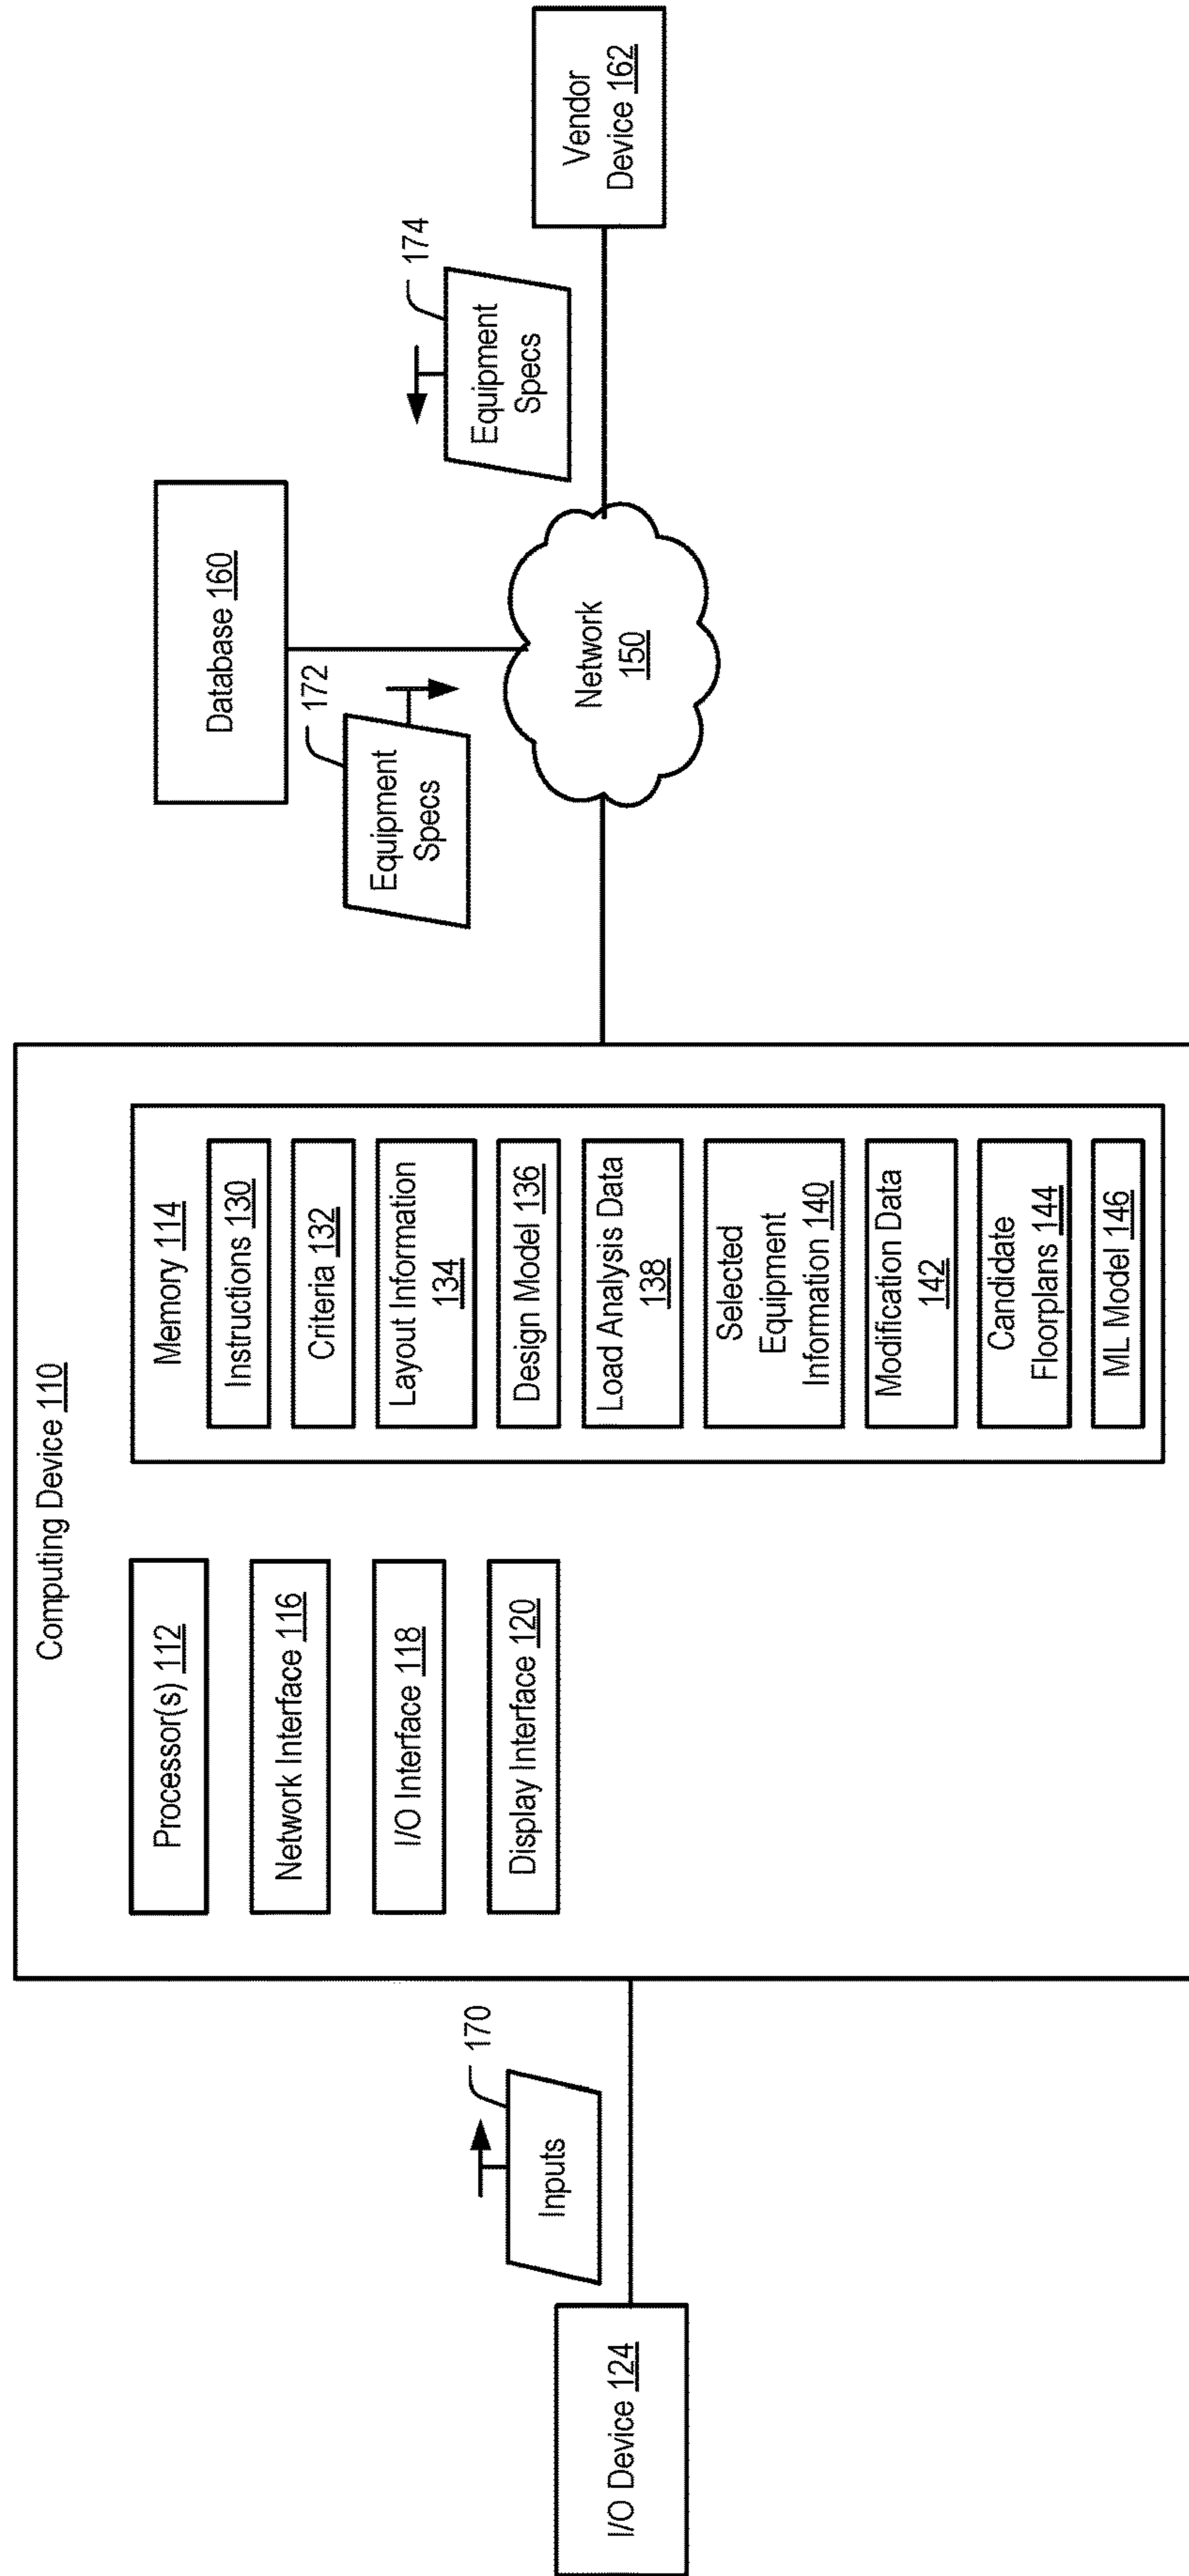 Computing Device 110
Processor(s) 112
Network Interface 116
I/O Interface 118
Display Interface 120
Memory 114
Instructions 130
Criteria 132
Layout Information
134
Design Model 136
Load Analysis Data
138
Selected
Equipment
Information 140
Modification Data
142
Candidate
Floorplans 144
ML Model 146
I/O Device 124
Inputs
170
Database 160
172
Equipment
Specs
Network
150
174
Equipment
Specs
Vendor
Device 162